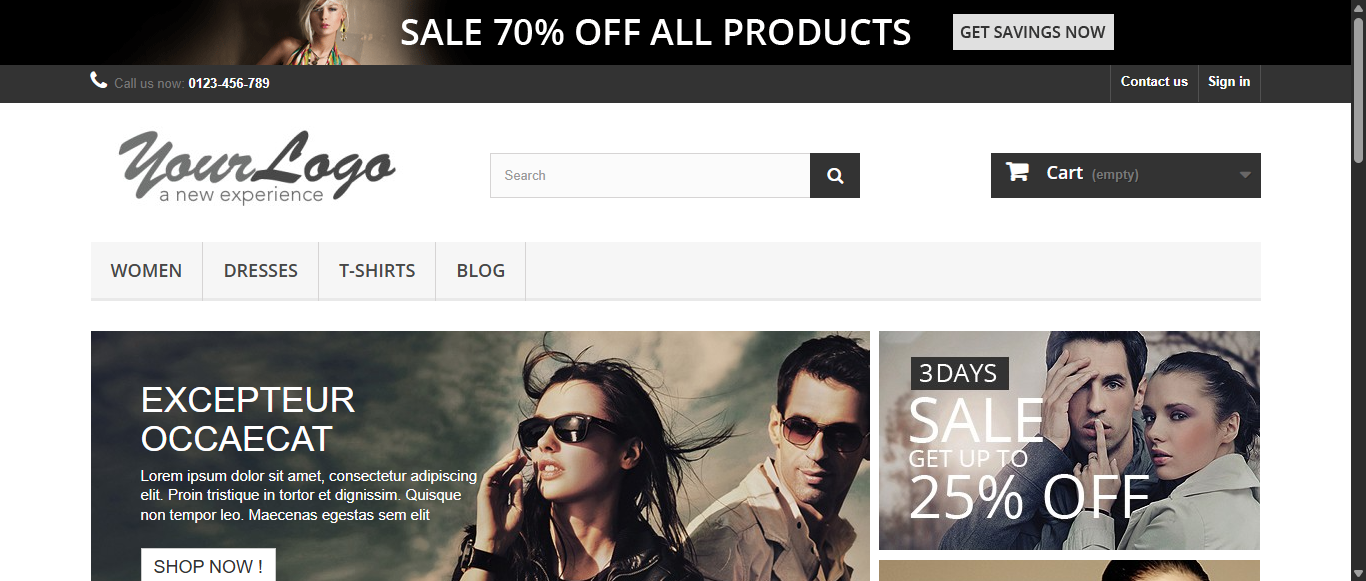 SALE 70% OFF ALL PRODUCTS
GET SAVINGS NOW
Call us now: 0123-456-789
Contact us
Sign in
YourLogo
a new experience
Search
Cart (empty)
WOMEN
DRESSES
T-SHIRTS
BLOG
EXCEPTEUR
OCCAECAT
Lorem ipsum dolor sit amet, consectetur adipiscing
elit. Proin tristique in tortor et dignissim. Quisque
non tempor leo. Maecenas egestas sem elit
SHOP NOW !
3 DAYS
SALE
GET UP TO
25% OFF